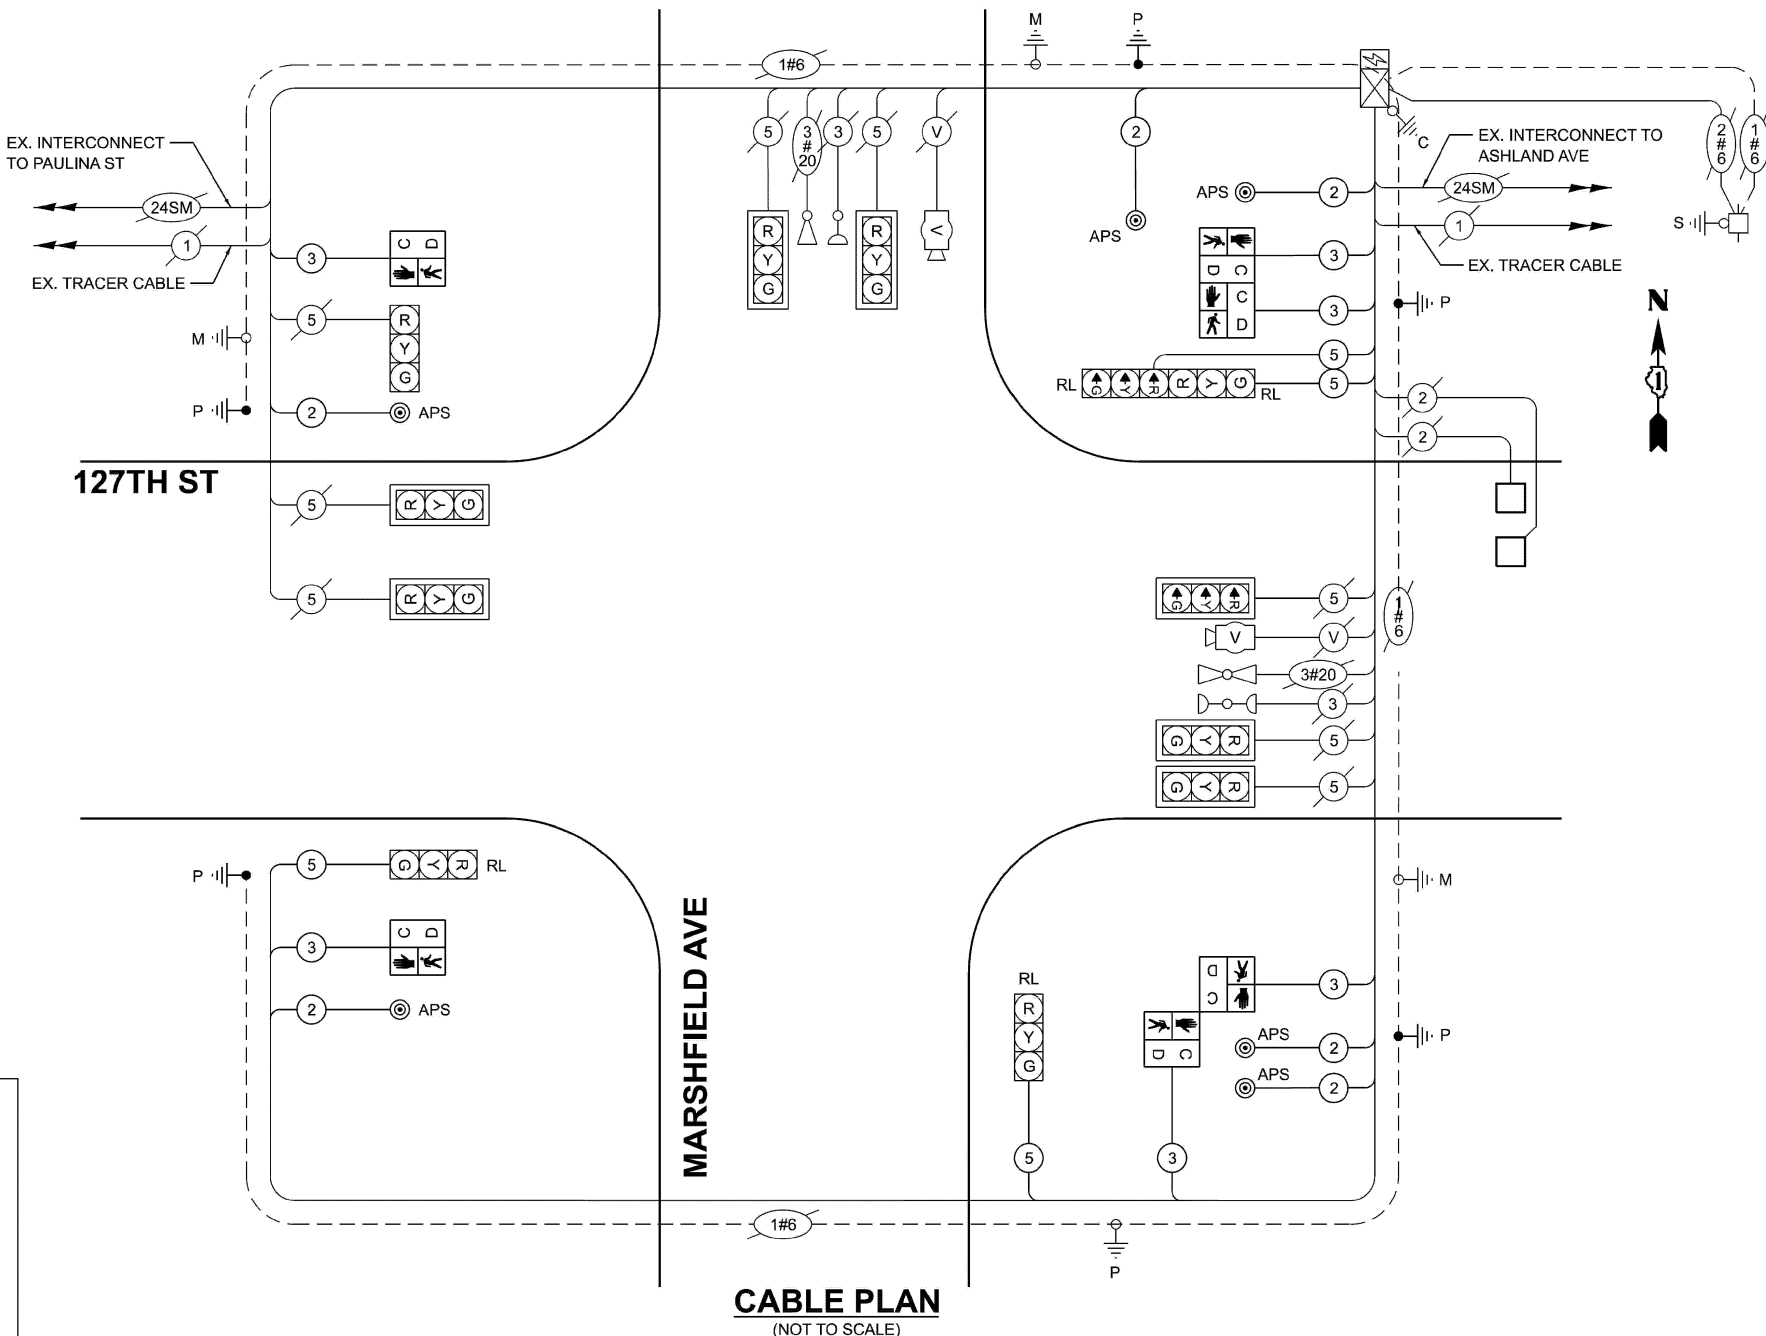 M
P
1#6
EX. INTERCONNECT
TO PAULINA ST
5
3
#
20
3
5
V
2
C
EX. INTERCONNECT TO
ASHLAND AVE
2
#
6
1
#
6
24SM
APS
2
24SM
1
R
Y
G
R
Y
G
V
APS
S
1
3
C
D
3
D
C
EX. TRACER CABLE
EX. TRACER CABLE
C
D
3
P
N
1
5
R
Y
G
M
5
RL
G
Y
R
R
Y
G
RL
5
P
2
APS
2
2
127TH ST
5
R
Y
G
5
R
Y
G
G
Y
R
5
1
#
6
V
V
3#20
3
G
Y
R
5
G
Y
R
5
P
5
G
Y
R
RL
M
3
C
D
MARSHFIELD AVE
2
APS
RL
R
Y
G
D
C
3
D
C
APS
2
P
APS
2
5
3
1#6
P
CABLE PLAN
(NOT TO SCALE)